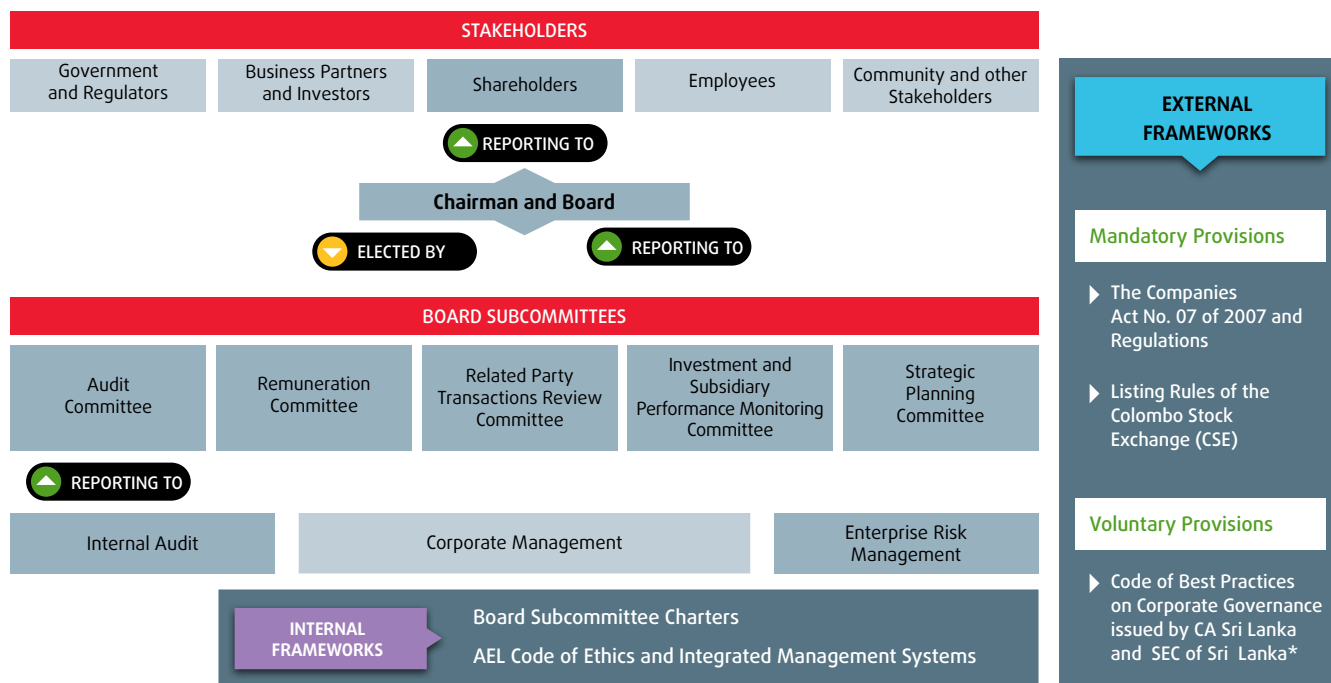 STAKEHOLDERS
Government
and Regulators
Business Partners
and Investors
Shareholders
Employees
Community and other
Stakeholders
REPORTING TO
Chairman and Board
ELECTED BY
REPORTING TO
BOARD SUBCOMMITTEES
Audit
Committee
Remuneration
Committee
Related Party
Transactions Review
Committee
Investment and
Subsidiary
Performance Monitoring
Committee
Strategic
Planning
Committee
REPORTING TO
Internal Audit
Corporate Management
Enterprise Risk
Management
INTERNAL
FRAMEWORKS
Board Subcommittee Charters
AEL Code of Ethics and Integrated Management Systems
EXTERNAL
FRAMEWORKS
Mandatory Provisions
The Companies
Act No. 07 of 2007 and
Regulations
Listing Rules of the
Colombo Stock
Exchange (CSE)
Voluntary Provisions
Code of Best Practices
on Corporate Governance
issued by CA Sri Lanka
and SEC of Sri Lanka*